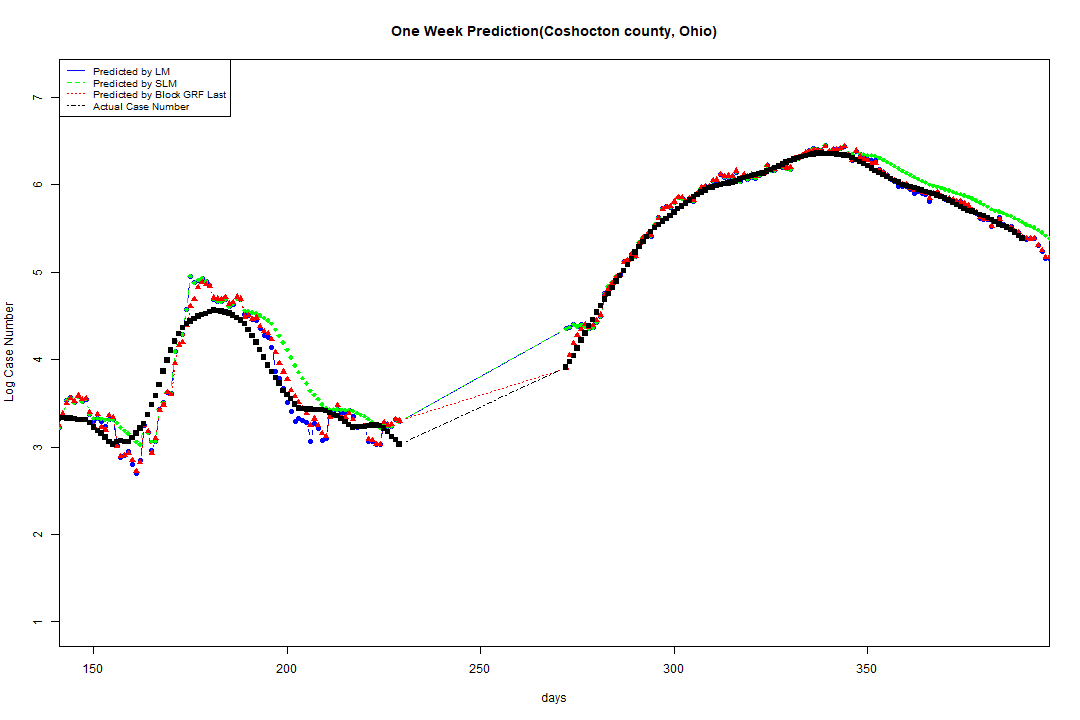 One Week Prediction(Coshocton county, Ohio)
Predicted by LM
Predicted by SLM
Predicted by Block GRF Last
Actual Case Number
7
6
5
4
3
2
1
Log Case Number
150 200 250 300 350
days